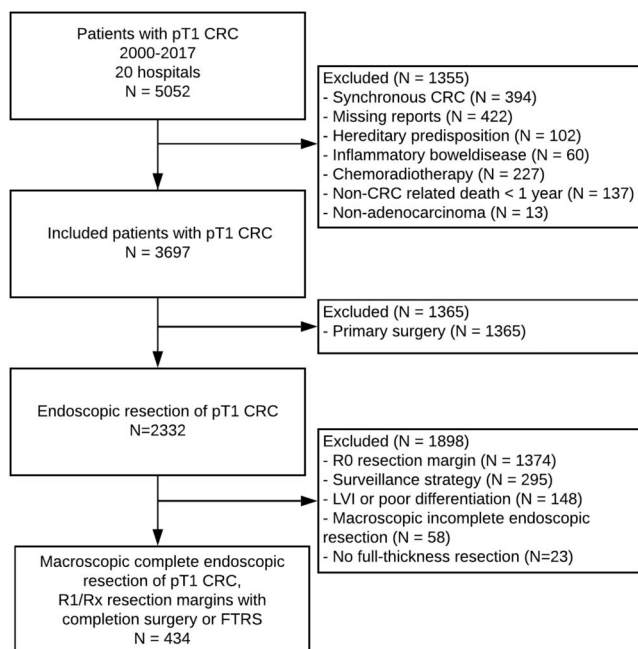 Patients with pT1 CRC
2000-2017
20 hospitals
N = 5052
Excluded (N = 1355)
- Synchronous CRC (N = 394)
- Missing reports (N = 422)
- Hereditary predisposition (N = 102)
- Inflammatory boweldisease (N = 60)
- Chemoradiotherapy (N = 227)
- Non-CRC related death < 1 year (N = 137)
- Non-adenocarcinoma (N = 13)
Included patients with pT1 CRC
N = 3697
Excluded (N = 1365)
- Primary surgery (N = 1365)
Endoscopic resection of pT1 CRC
N=2332
Excluded (N = 1898)
- R0 resection margin (N = 1374)
- Surveillance strategy (N = 295)
- LVI or poor differentiation (N = 148)
- Macroscopic incomplete endoscopic
resection (N = 58)
- No full-thickness resection (N=23)
Macroscopic complete endoscopic
resection of pT1 CRC,
R1/Rx resection margins with
completion surgery or FTRS
N = 434